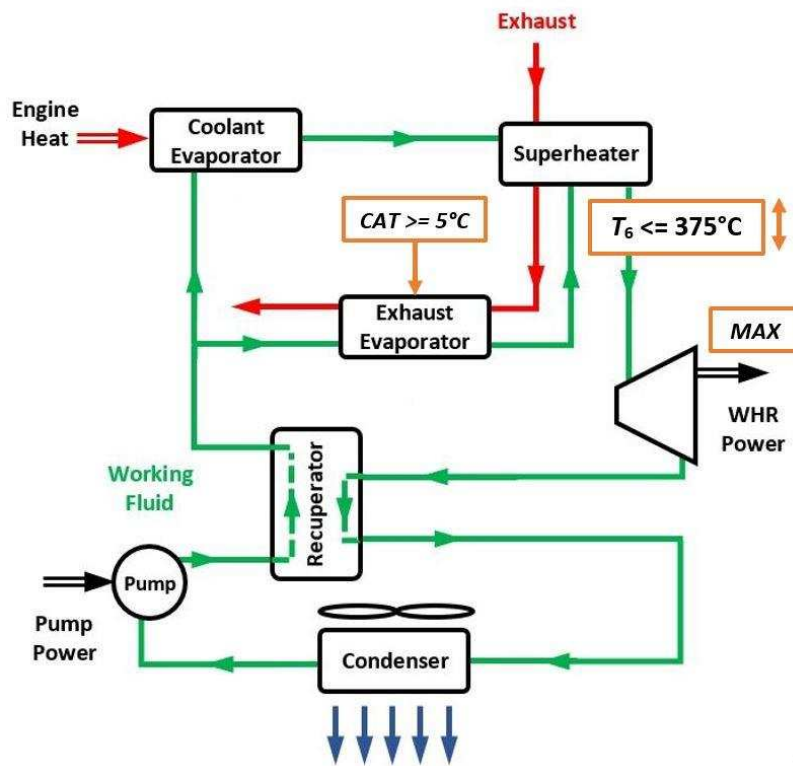 Exhaust
Engine
Heat
Coolant
Evaporator
Superheater
CAT >= 5°C
T6 <= 375°C
Exhaust
Evaporator
MAX
WHR
Power
Working
Fluid
Recuperator
Pump
Pump
Power
Condenser